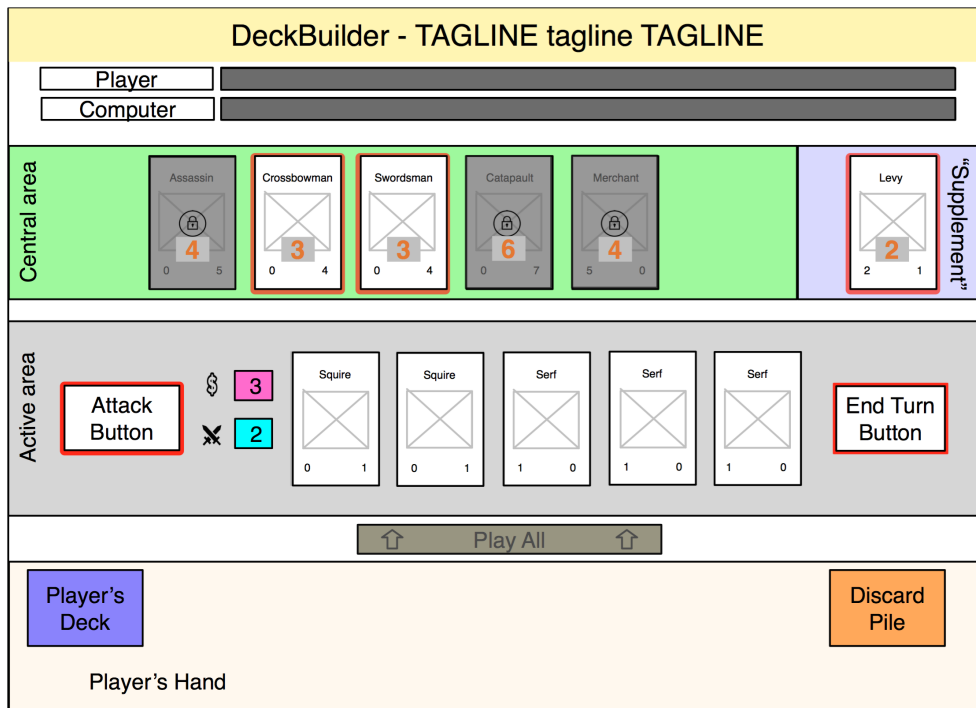 DeckBuilder - TAGLINE tagline TAGLINE
Player
Computer
Central area
Assassin
4
0 5
Crossbowman
3
0 4
Swordsman
3
0 4
Catapault
6
0 7
Merchant
4
5 0
Levy
2
2 1
“Supplement”
Active area
Attack
Button
$ 3
2
Squire
0 1
Squire
0 1
Serf
1 0
Serf
1 0
Serf
1 0
End Turn
Button
Play All
Player’s
Deck
Discard
Pile
Player’s Hand